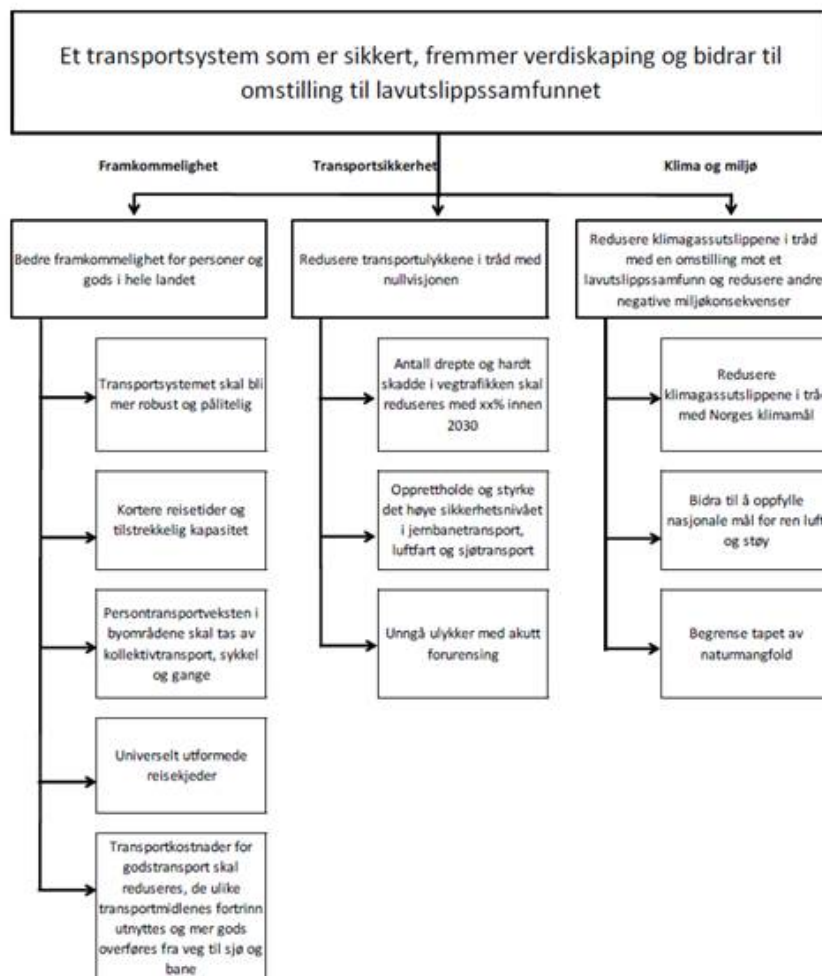 Et transportsystem som er sikkert, fremmer verdiskaping og bidrar til
omstilling til lavutslippssamfunnet
Framkommelighet
Transportsikkerhet
Klima og miljø
Bedre framkommelighet for personer og
gods i hele landet
Transportsystemet skal bli
mer robust og pålitelig
Kortere reisetider og
tilstrekkelig kapasitet
Persontransportveksten i
byområdene skal tas av
kollektivtransport, sykkel
og gange
Universelt utformede
reisekjeder
Transportkostnader for
godstransport skal
reduseres, de ulike
transportmidlenes fortrinn
utnyttes og mer gods
overføres fra veg til sjø og
bane
Redusere transportulykkene i tråd med
nullvisjonen
Antall drepte og hardt
skadde i vegtrafikken skal
reduseres med xx% innen
2030
Opprettholde og styrke
det høye sikkerhetsnivået
i jernbanetransport,
luftfart og sjøtransport
Unngå ulykker med akutt
forurensing
Redusere klimagassutslippene i tråd
med en omstilling mot et
lavutslippssamfunn og redusere andre
negative miljøkonsekvenser
Redusere
klimagassutslippene i tråd
med Norges klimamål
Bidra til å oppfylle
nasjonale mål for ren luft
og støy
Begrense tapet av
naturmangfold